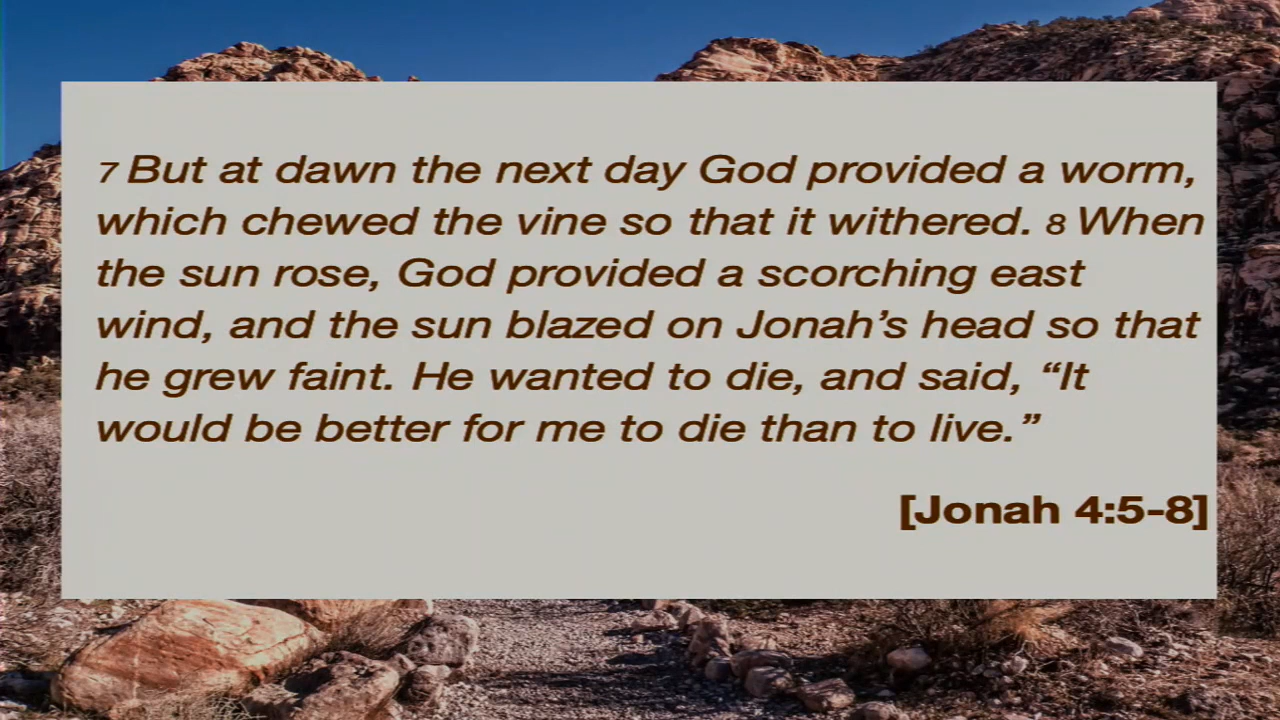 7 But at dawn the next day God provided a worm,
which chewed the vine so that it withered. 8 When
the sun rose, God provided a scorching east
wind, and the sun blazed on Jonah’s head so that
he grew faint. He wanted to die, and said, “It
would be better for me to die than to live.”
[Jonah 4:5-8]